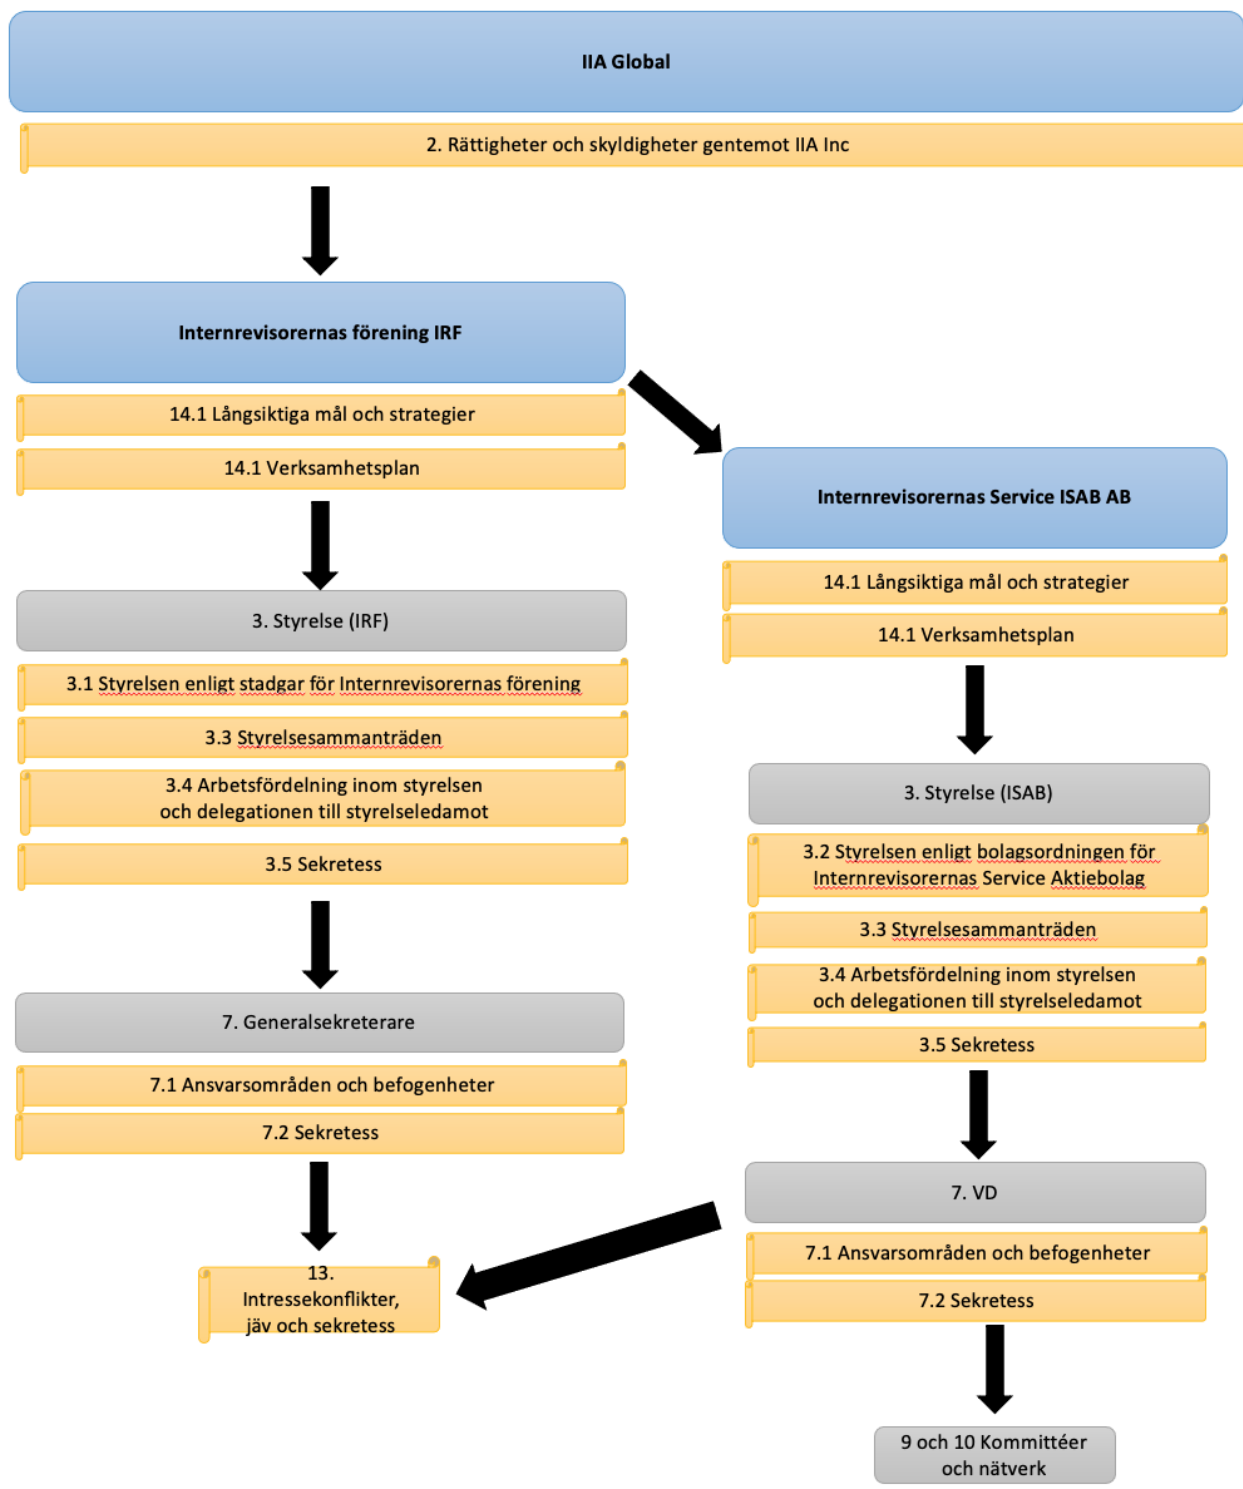 IIA Global
2. Rättigheter och skyldigheter gentemot IIA Inc
Internrevisorernas förening IRF
14.1 Långsiktiga mål och strategier
14.1 Verksamhetsplan
3. Styrelse (IRF)
3.1 Styrelsen enligt stadgar för Internrevisorernas förening
3.3 Styrelsesammanträden
3.4 Arbetsfördelning inom styrelsen
och delegationen till styrelseledamot
3.5 Sekretess
7. Generalsekreterare
7.1 Ansvarsområden och befogenheter
7.2 Sekretess
13.
Intressekonflikter,
jäv och sekretess
Internrevisorernas Service ISAB AB
14.1 Långsiktiga mål och strategier
14.1 Verksamhetsplan
3. Styrelse (ISAB)
3.2 Styrelsen enligt bolagsordningen för
Internrevisorernas Service Aktiebolag
3.3 Styrelsesammanträden
3.4 Arbetsfördelning inom styrelsen
och delegationen till styrelseledamot
3.5 Sekretess
7. VD
7.1 Ansvarsområden och befogenheter
7.2 Sekretess
9 och 10 Kommittéer
och nätverk